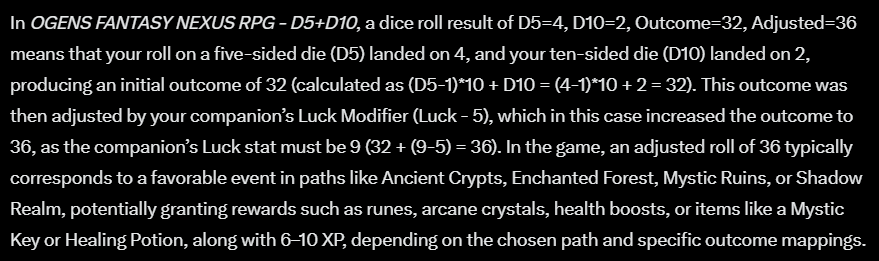 In OGENS FANTASY NEXUS RPG - D5+D10, a dice roll result of D5=4, D10=2, Outcome=32, Adjusted=36
means that your roll on a five-sided die (D5) landed on 4, and your ten-sided die (D10) landed on 2,
producing an initial outcome of 32 (calculated as (D5-1)*10 + D10 = (4-1)*10 + 2 = 32). This outcome was
then adjusted by your companion’s Luck Modifier (Luck - 5), which in this case increased the outcome to
36, as the companion’s Luck stat must be 9 (32 + (9-5) = 36). In the game, an adjusted roll of 36 typically
corresponds to a favorable event in paths like Ancient Crypts, Enchanted Forest, Mystic Ruins, or Shadow
Realm, potentially granting rewards such as runes, arcane crystals, health boosts, or items like a Mystic
Key or Healing Potion, along with 6–10 XP, depending on the chosen path and specific outcome mappings.